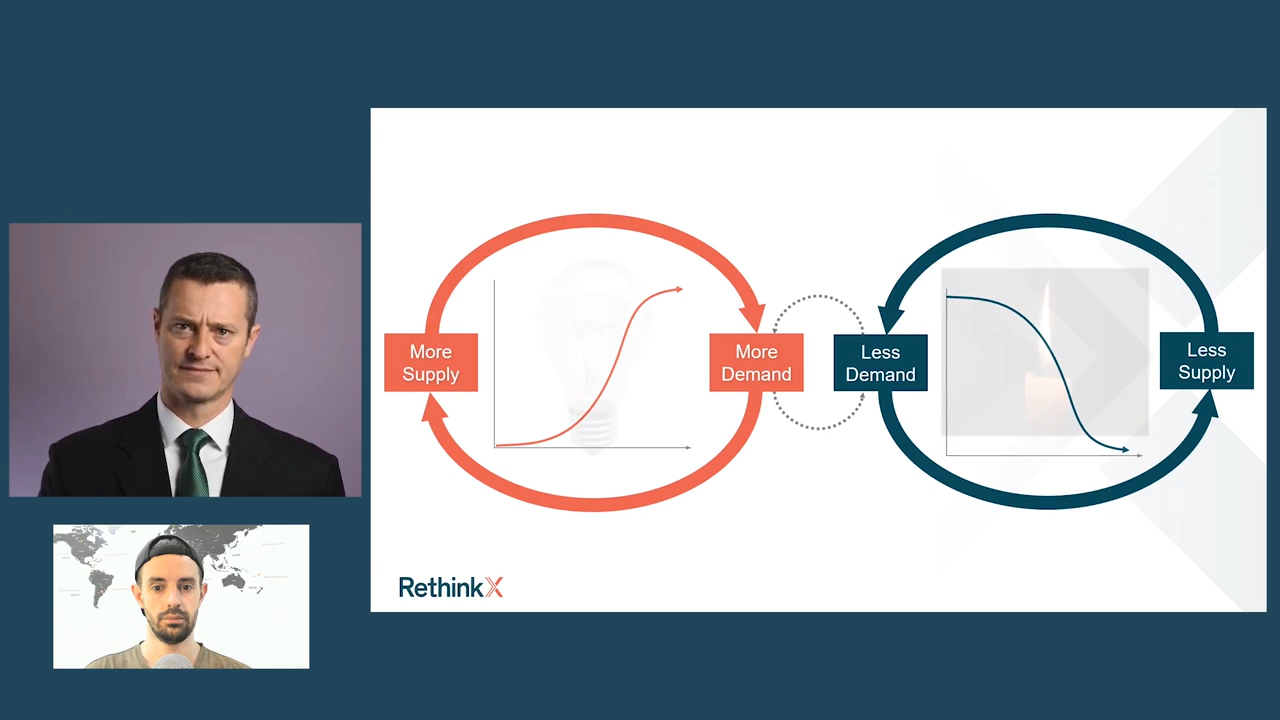 More
Supply
More
Demand
Less
Demand
Less
Supply
RethinkX